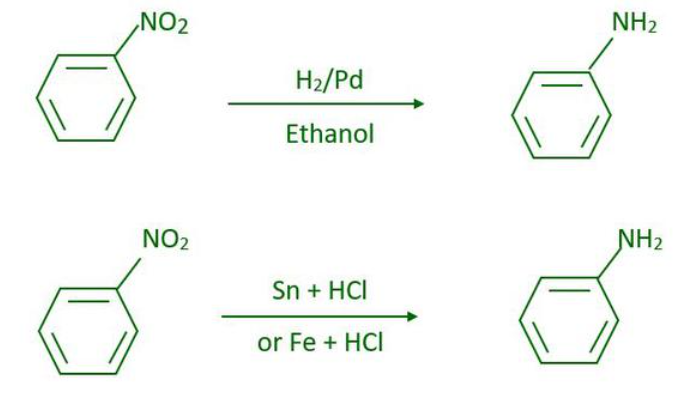 NO₂
NH₂
H₂/Pd
Ethanol
NO₂
NH₂
Sn + HCl
or Fe + HCl